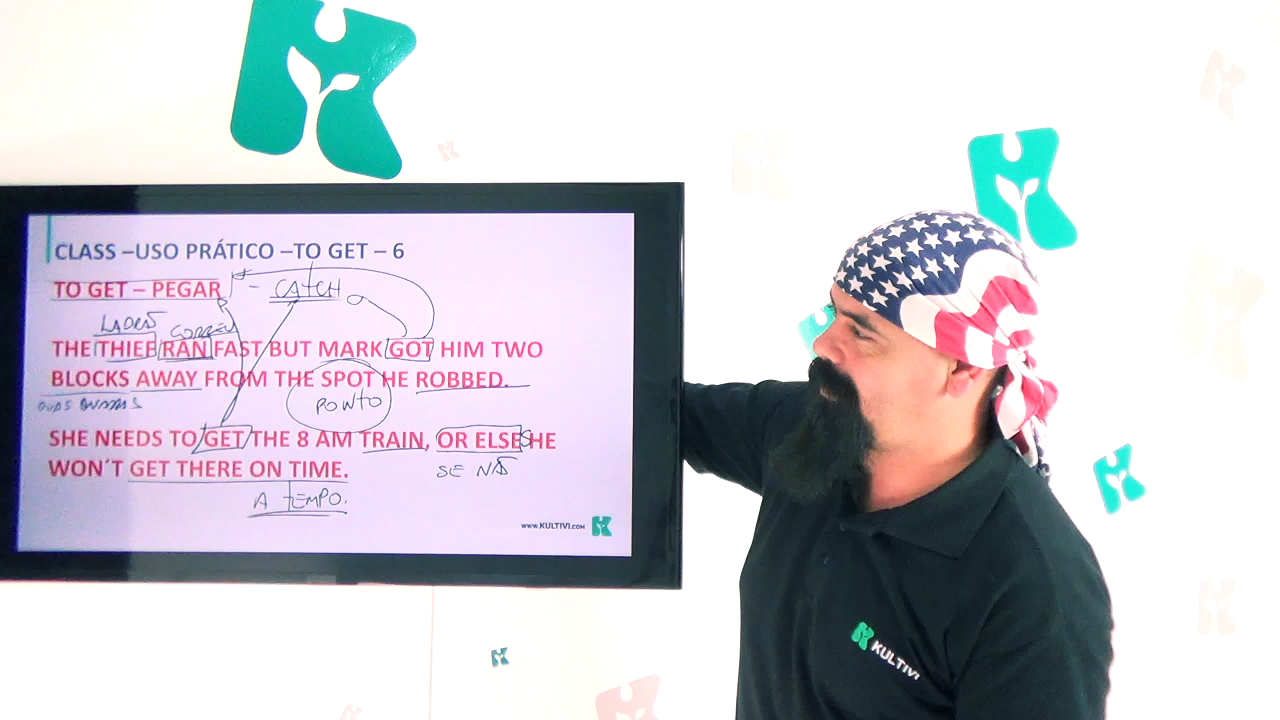 CLASS –USO PRÁTICO –TO GET – 6
TO GET – PEGAR - CATCH
LADRÃO CORREU
THE THIEF RAN FAST BUT MARK GOT HIM TWO
BLOCKS AWAY FROM THE SPOT HE ROBBED.
DUAS QUADRAS PONTO
SHE NEEDS TO GET THE 8 AM TRAIN, OR ELSE SHE
WON´T GET THERE ON TIME.
SE NÃO
A TEMPO.
www.KULTIVI.COM
KULTIVI